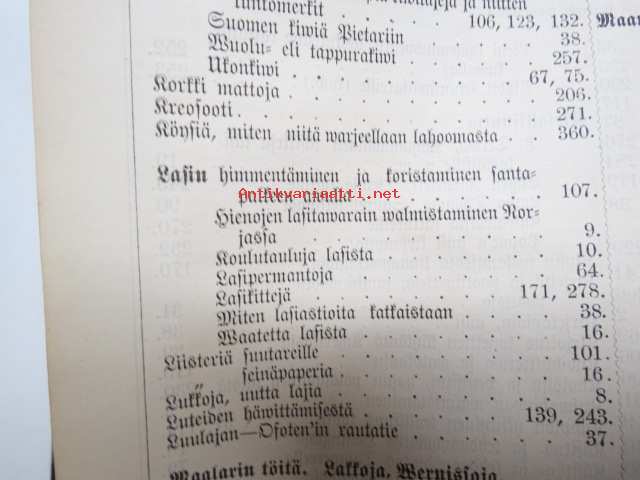 tuntomerkit . . . . . 106, 123, 132.
Suomen kiwiä Pietariin . . . . 38.
Wuolu- eli tappurakiwi . . . . 257.
Ukonkiwi . . . . . . 67, 75.
Korkki mattoja . . . . . . 206.
Kreosooti . . . . . . . 271.
Köysiä, miten niitä warjeellaan lahoomasta . . 360.
Lasin himmentäminen ja koristaminen santa-
puhten awulla . . . . . 107.
Hienojen lasitawarain walmistaminen Nor-
jassa . . . . . . . 9.
Koulutauluja lasista . . . . . 10.
Lasipermantoja . . . . . . 64.
Lasikittejä . . . . . 171, 278.
Miten lasiastioita katkaistaan . . . 38.
Waatetta lasista . . . . . 16.
Liisteriä suutareille . . . . . 101.
" seinäpaperia . . . . . 16.
Lukkoja, uutta lajia . . . . . 8.
Luteiden häwittämisestä . . . . 139, 243.
Luulajan—Ofoten'in rautatie . . . . 37.
Maalarin töitä. Lakkoja, Wernissoja
Maar
Antikvariaatti.net